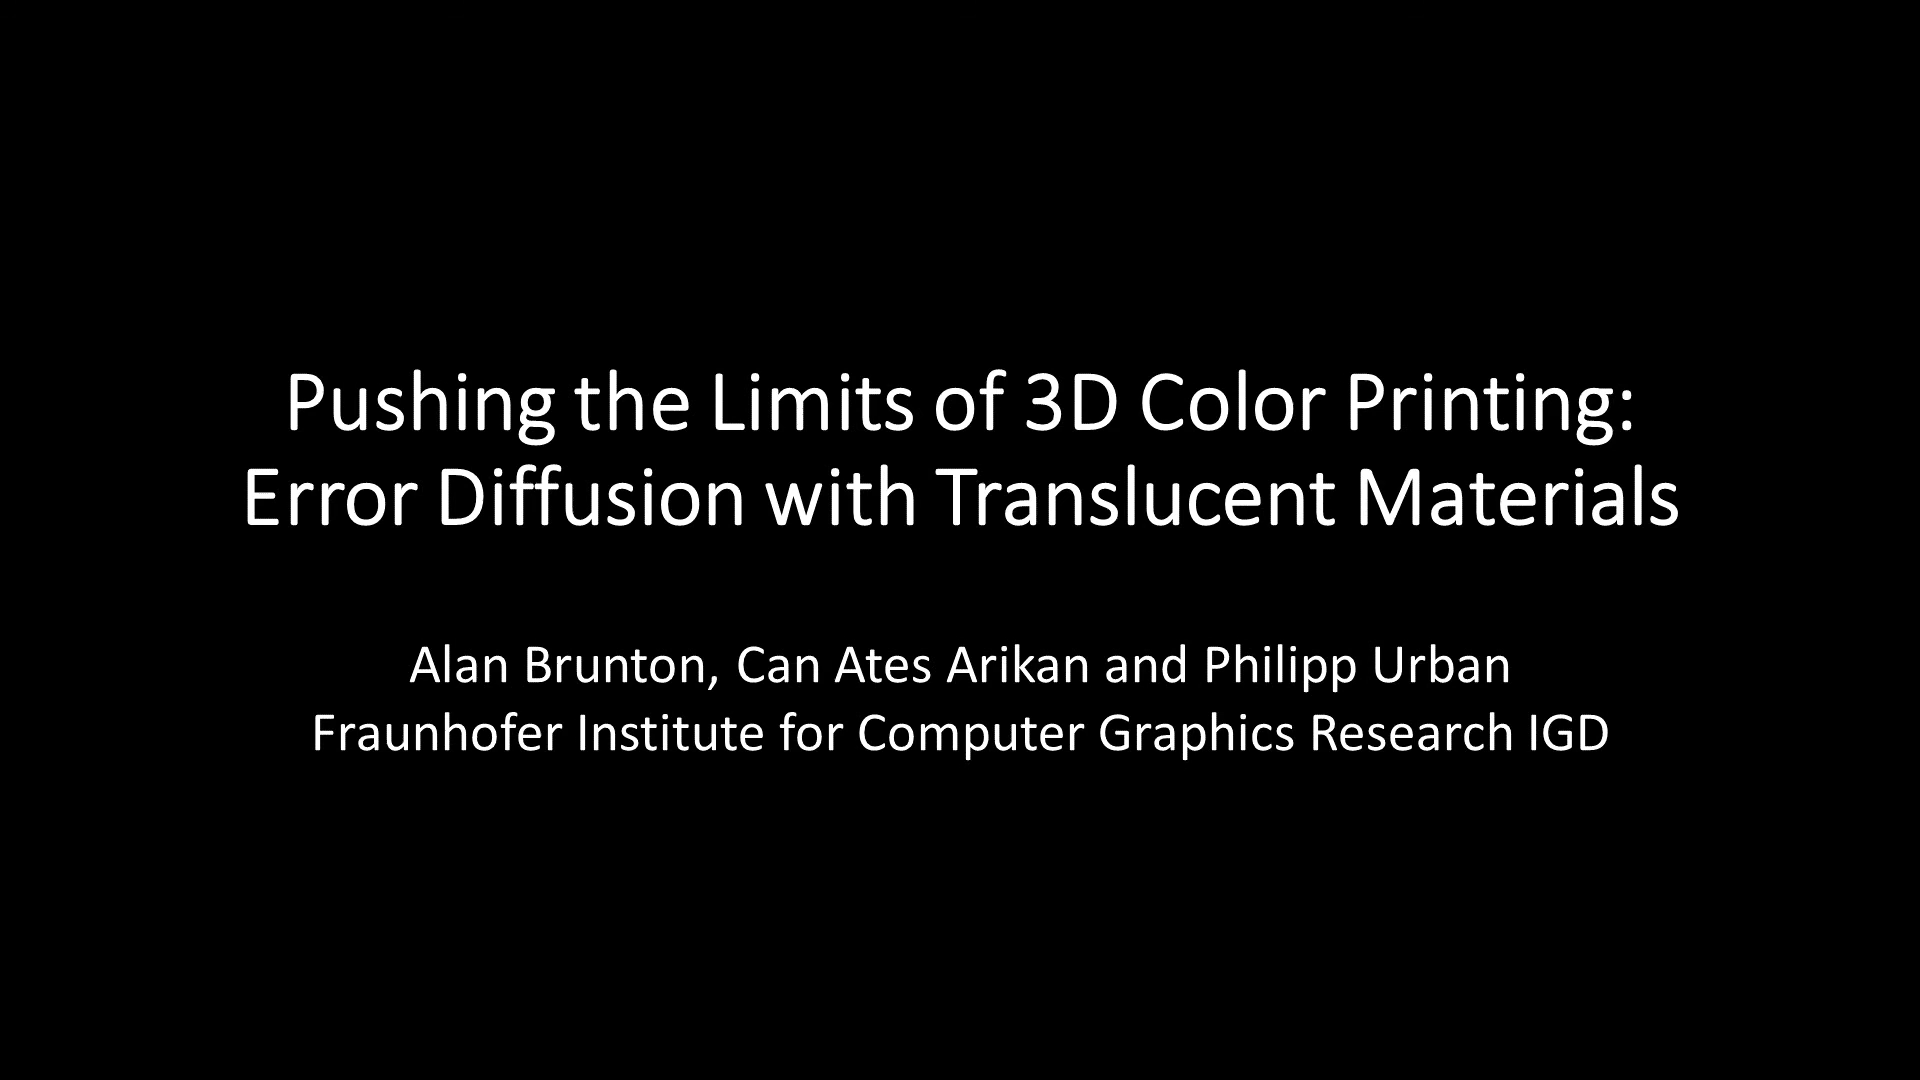 Pushing the Limits of 3D Color Printing:
Error Diffusion with Translucent Materials
Alan Brunton, Can Ates Arikan and Philipp Urban
Fraunhofer Institute for Computer Graphics Research IGD